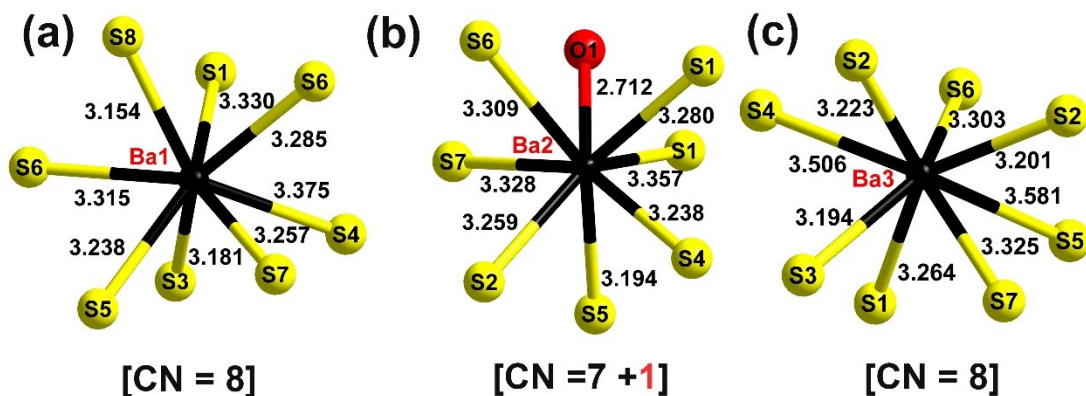 (a)
S8
S1
S6
3.154
3.330
3.285
Ba1
S6
3.315
3.375
S4
3.238
3.181
3.257
S3
S7
S5
[CN = 8]
(b)
S6
O1
S1
2.712
3.309
3.280
Ba2
S7
S1
3.328
3.357
3.259
3.238
S2
S4
3.194
S5
[CN =7 +1]
(c)
S2
S6
S2
S4
3.223
3.303
3.506
3.201
Ba3
3.194
3.581
S5
S3
3.264
3.325
S1
S7
[CN = 8]